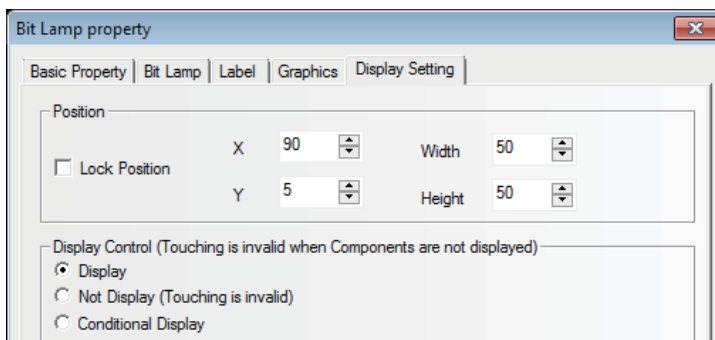 Bit Lamp property
Basic Property Bit Lamp Label Graphics Display Setting
Position
X 90 Width 50
Lock Position
Y 5 Height 50
Display Control (Touching is invalid when Components are not displayed)
Display
Not Display (Touching is invalid)
Conditional Display